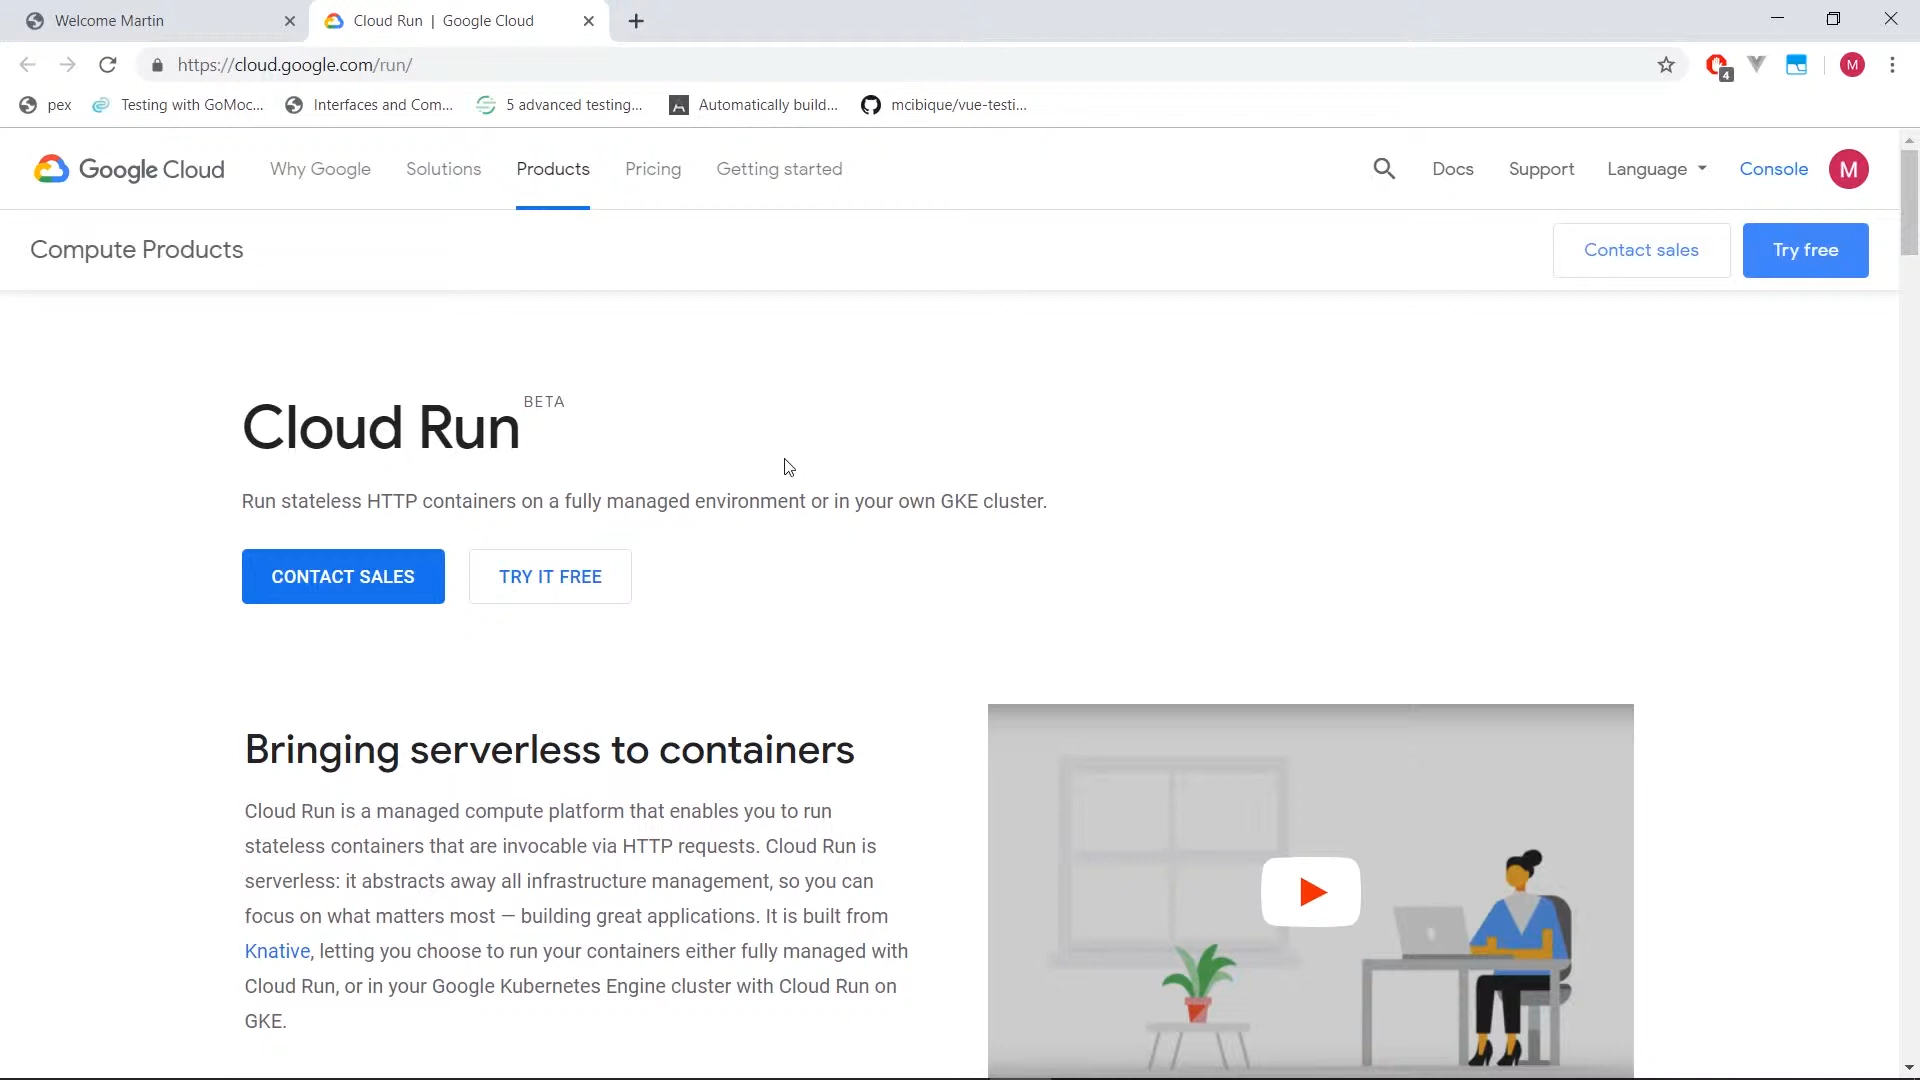 Welcome Martin
Cloud Run | Google Cloud
https://cloud.google.com/run/
4
M
pex
Testing with GoMoc...
Interfaces and Com...
5 advanced testing...
Automatically build...
mcibique/vue-testi...
Google Cloud
Why Google
Solutions
Products
Pricing
Getting started
Docs
Support
Language
Console
M
Compute Products
Contact sales
Try free
Cloud Run BETA
Run stateless HTTP containers on a fully managed environment or in your own GKE cluster.
CONTACT SALES
TRY IT FREE
Bringing serverless to containers
Cloud Run is a managed compute platform that enables you to run
stateless containers that are invocable via HTTP requests. Cloud Run is
serverless: it abstracts away all infrastructure management, so you can
focus on what matters most — building great applications. It is built from
Knative, letting you choose to run your containers either fully managed with
Cloud Run, or in your Google Kubernetes Engine cluster with Cloud Run on
GKE.